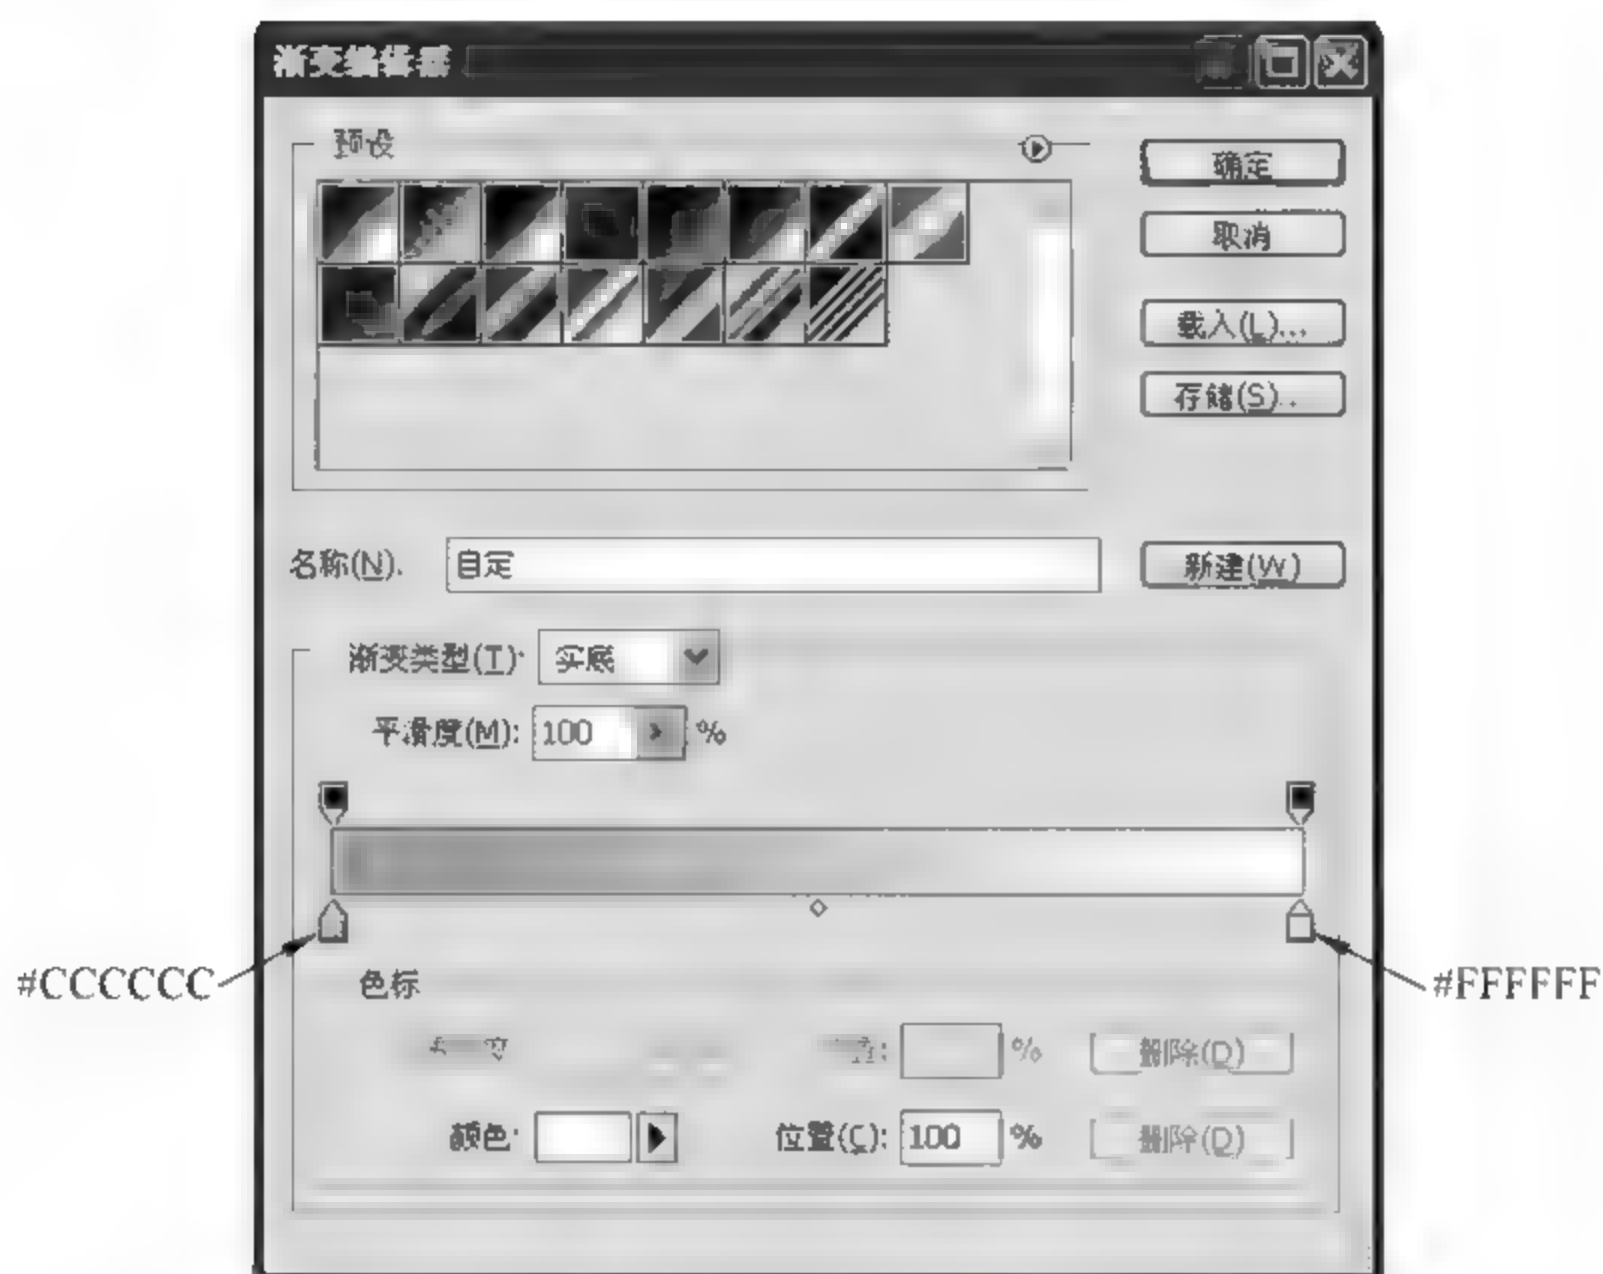 渐变编辑器
预设
确定
取消
载入(L)...
存储(S)..
名称(N).
自定
新建(W)
渐变类型(T):
实底
平滑度(M):
100
%
#CCCCCC
#FFFFFF
色标
%
删除(D)
颜色:
位置(C):
100
%
删除(D)